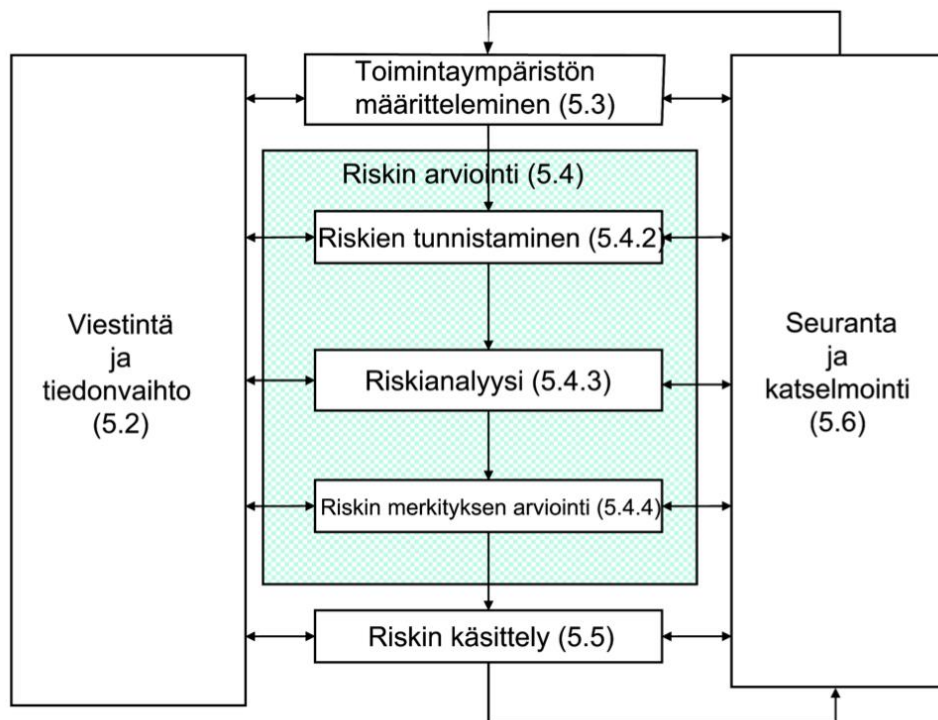 Toimintaympäristön
määritteleminen (5.3)
Riskin arviointi (5.4)
Riskien tunnistaminen (5.4.2)
Viestintä
ja
tiedonvaihto
(5.2)
Riskianalyysi (5.4.3)
Seuranta
ja
katselmointi
(5.6)
Riskin merkityksen arviointi (5.4.4)
Riskin käsittely (5.5)